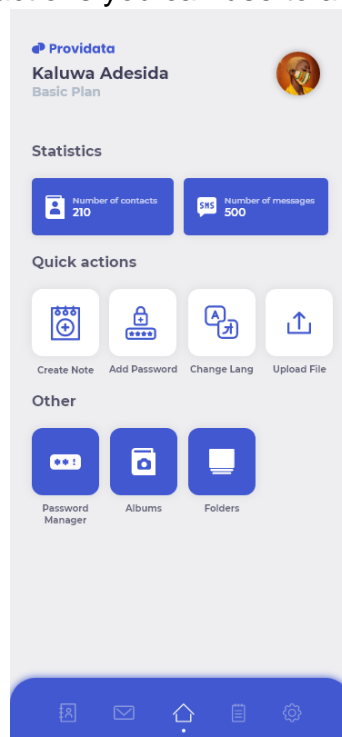 Providata
Kaluwa Adesida
Basic Plan
Statistics
Number of contacts
210
SMS
Number of messages
500
Quick actions
Create Note
Add Password
Change Lang
Upload File
Other
Password
Manager
Albums
Folders